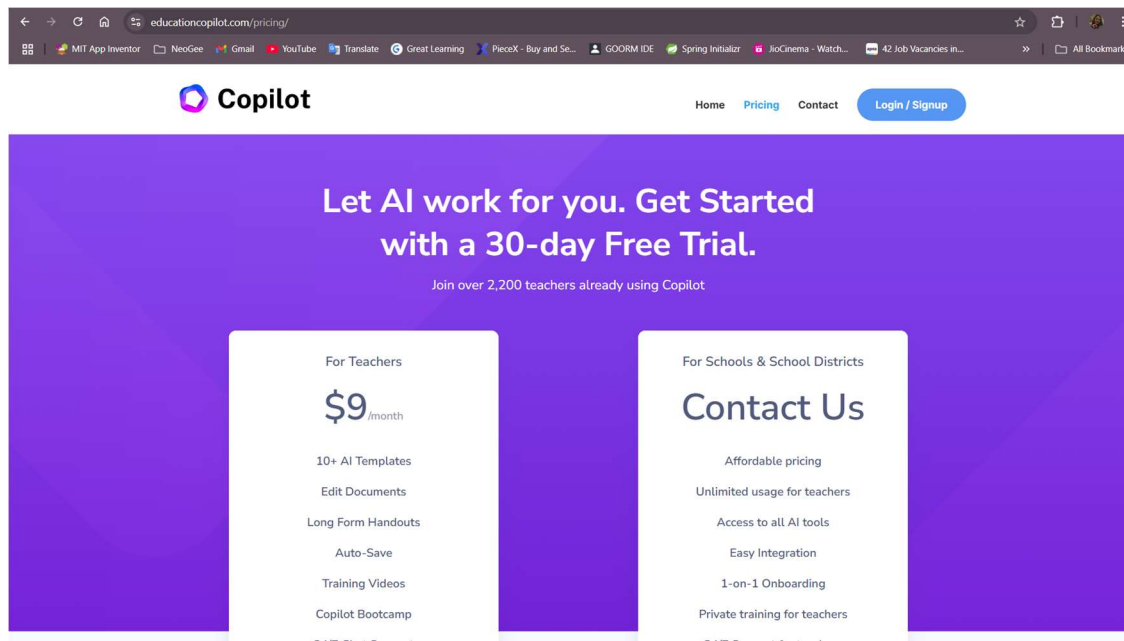 educationcopilot.com/pricing/
MIT App Inventor NeoGee Gmail YouTube Translate Great Learning PieceX - Buy and Se... GOORM IDE Spring Initializr JioCinema - Watch... 42 Job Vacancies in... » All Bookmark
Copilot
Home Pricing Contact Login / Signup
Let AI work for you. Get Started
with a 30-day Free Trial.
Join over 2,200 teachers already using Copilot
For Teachers
$9/month
10+ AI Templates
Edit Documents
Long Form Handouts
Auto-Save
Training Videos
Copilot Bootcamp
For Schools & School Districts
Contact Us
Affordable pricing
Unlimited usage for teachers
Access to all AI tools
Easy Integration
1-on-1 Onboarding
Private training for teachers